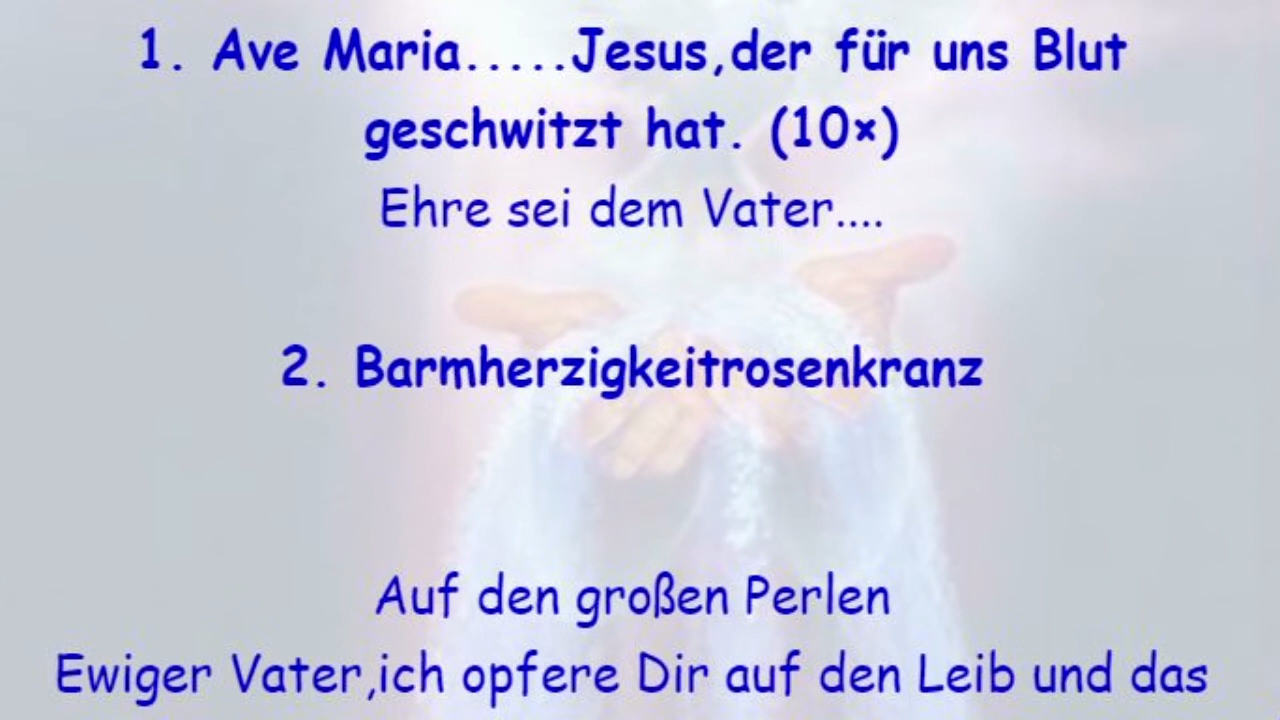 1. Ave Maria.....Jesus,der für uns Blut
geschwitzt hat. (10×)
Ehre sei dem Vater....
2. Barmherzigkeitrosenkranz
Auf den großen Perlen
Ewiger Vater,ich opfere Dir auf den Leib und das